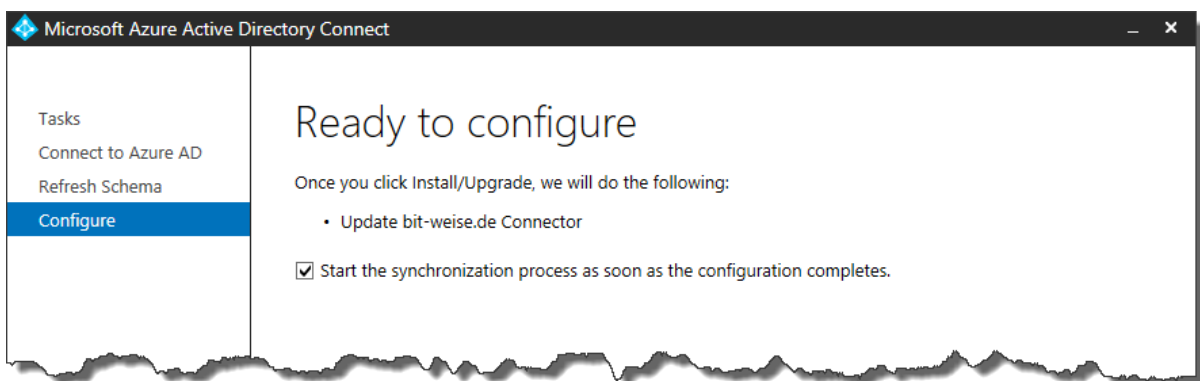 Microsoft Azure Active Directory Connect
Tasks
Connect to Azure AD
Refresh Schema
Configure
Ready to configure
Once you click Install/Upgrade, we will do the following:
• Update bit-weise.de Connector
Start the synchronization process as soon as the configuration completes.